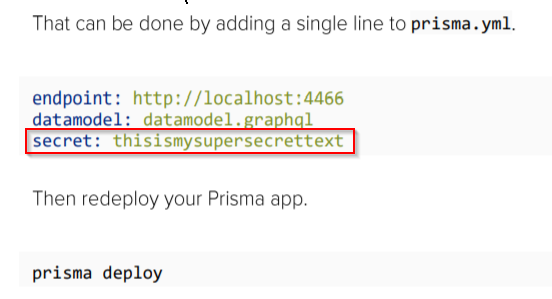 That can be done by adding a single line to prisma.yml.
endpoint: http://localhost:4466
datamodel: datamodel.graphql
secret: thisismysupersecrettext
Then redeploy your Prisma app.
prisma deploy